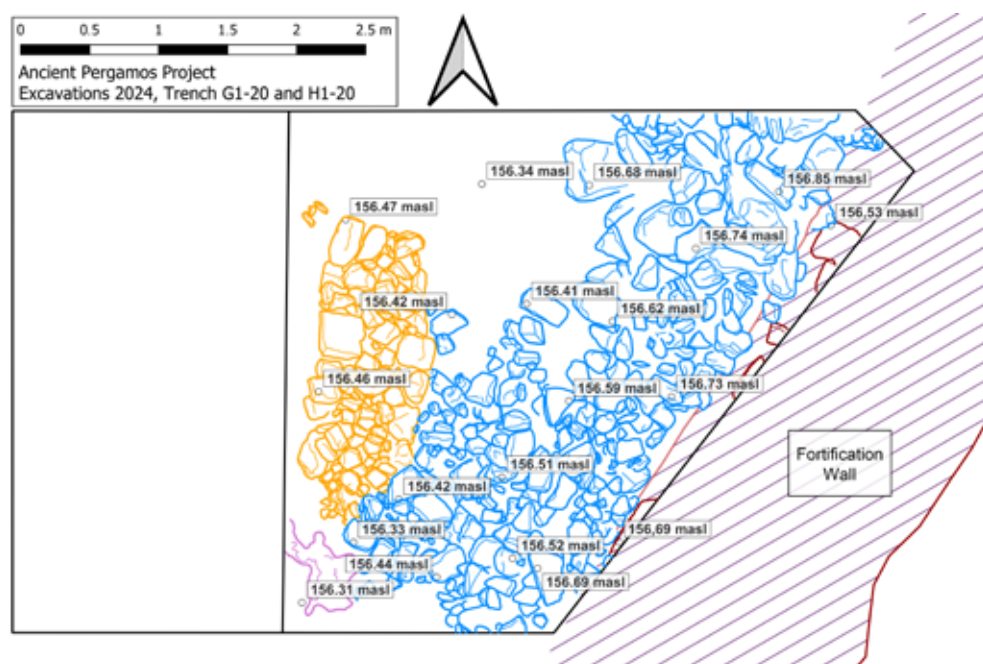 0 0.5 1 1.5 2 2.5 m
Ancient Pergamos Project
Excavations 2024, Trench G1-20 and H1-20
156.34 masl
156.68 masl
156.85 masl
156.47 masl
156,53 masl
156.74 masl
156.42 masl
156.41 masl
156.62 masl
156.46 masl
156.59 masl
156.73 masl
Fortification
Wall
156.51 masl
156.42 masl
156.33 masl
156,69 masl
156.52 masl
156.44 masl
156.69 masl
156.31 masl